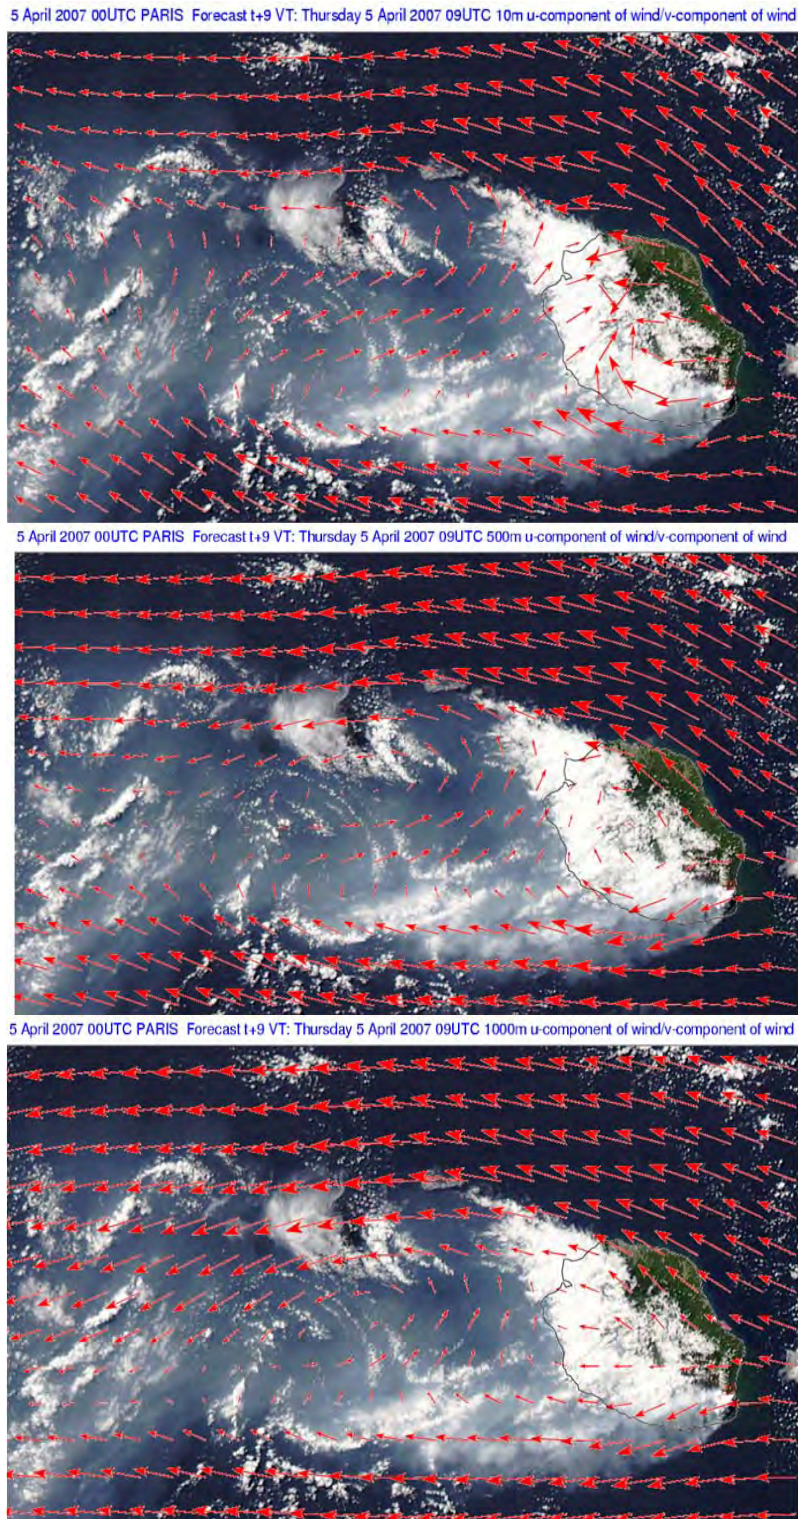 5 April 2007 00UTC PARIS Forecast t+9 VT: Thursday 5 April 2007 09UTC 10m u-component of wind/v-component of wind
5 April 2007 00UTC PARIS Forecast t+9 VT: Thursday 5 April 2007 09UTC 500m u-component of wind/v-component of wind
5 April 2007 00UTC PARIS Forecast t+9 VT: Thursday 5 April 2007 09UTC 1000m u-component of wind/v-component of wind